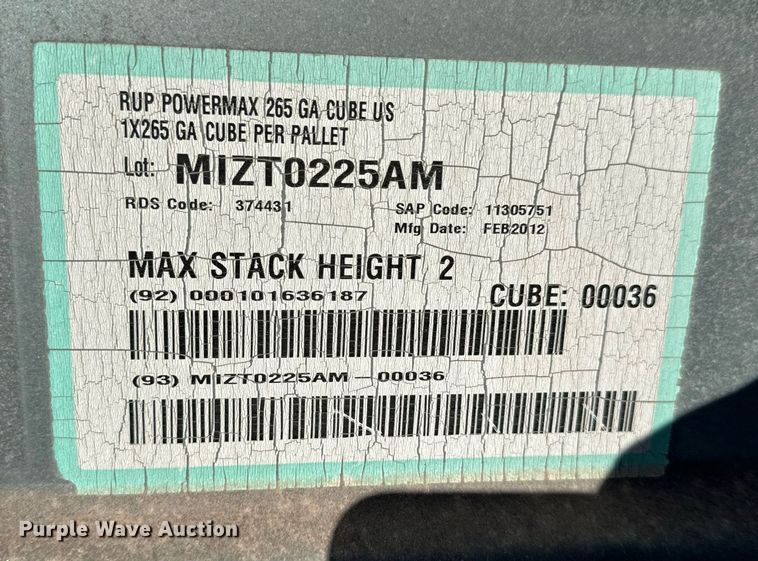 RUP POWERMAX 265 GA CUBE US
1X265 GA CUBE PER PALLET
Lot: MIZT0225AM
RDS Code: 374431 SAP Code: 11305751
Mfg Date: FEB2012
MAX STACK HEIGHT 2
(92) 000101636187 CUBE: 00036
(93) MIZT0225AM-00036
Purple Wave Auction